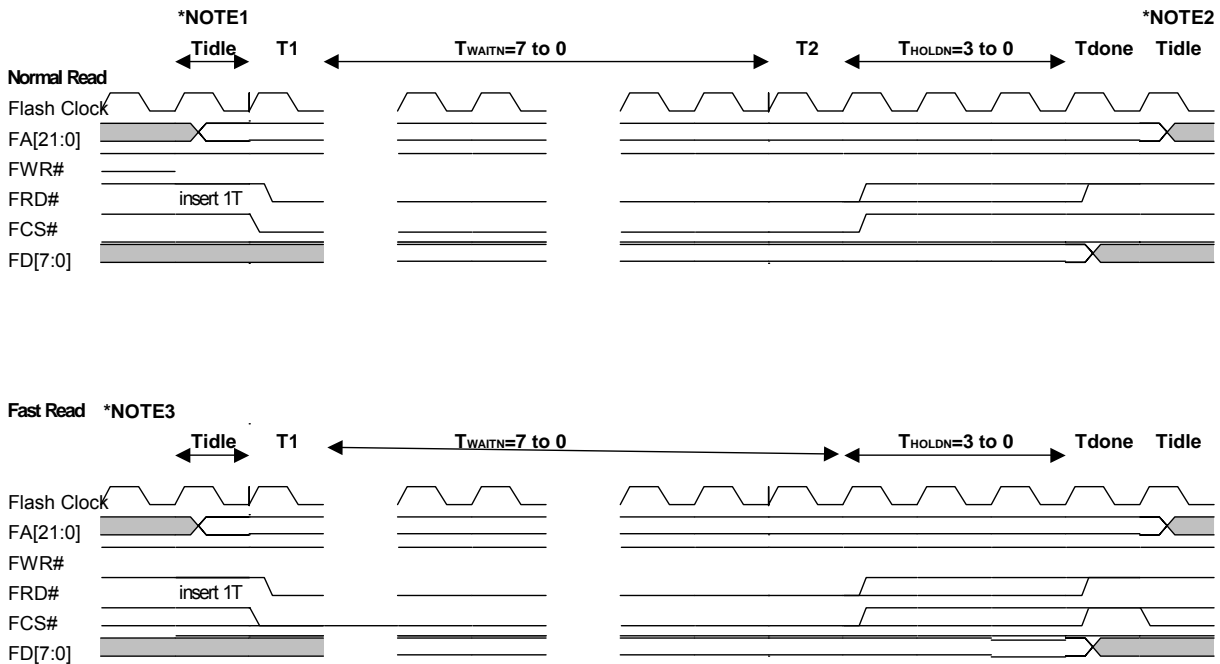 *NOTE1 *NOTE2
Tidle T1 TWAITN=7 to 0 T2 THOLDN=3 to 0 Tdone Tidle
Normal Read
Flash Clock
FA[21:0]
FWR#
FRD# insert 1T
FCS#
FD[7:0]
Fast Read *NOTE3
Tidle T1 TWAITN=7 to 0 THOLDN=3 to 0 Tdone Tidle
Flash Clock
FA[21:0]
FWR#
FRD# insert 1T
FCS#
FD[7:0]